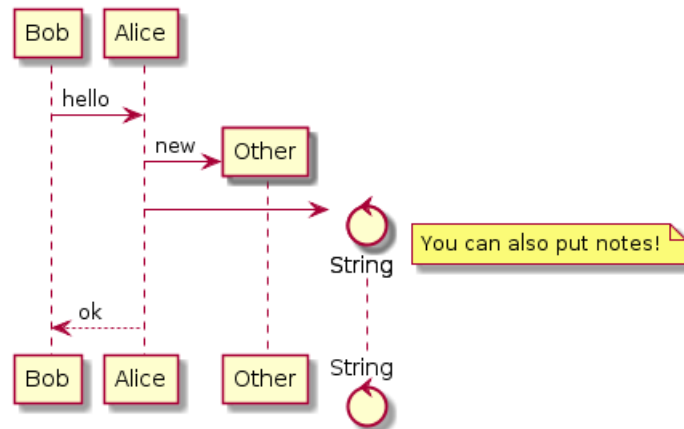 Bob
Alice
hello
new
Other
You can also put notes!
String
ok
Bob
Alice
Other
String